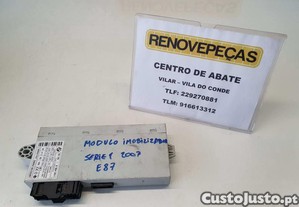 RENOVEPEÇAS
CENTRO DE ABATE
VILAR – VILA DO CONDE
TLF: 229270881
TLM: 916613312
MODULO IMOBILIZADOR
SERIE 1 2007
E87
CustoJusto.pt